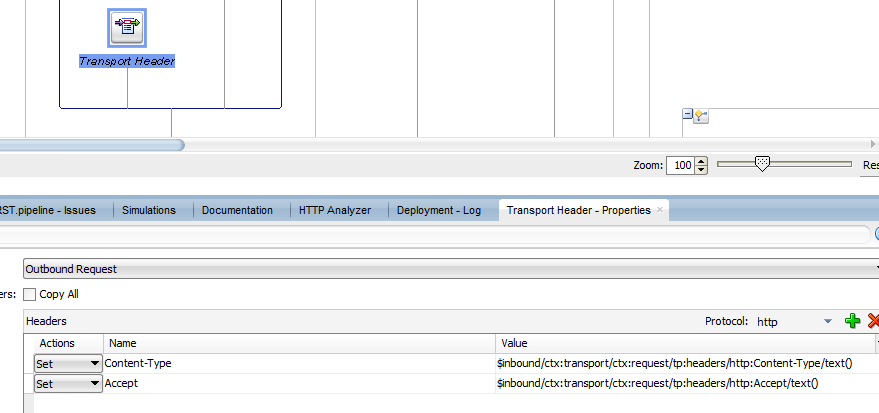 Transport Header
Zoom: 100
Res
RST.pipeline - Issues Simulations Documentation HTTP Analyzer Deployment - Log Transport Header - Properties ×
Outbound Request
ers: Copy All
Headers Protocol: http
Actions Name Value
Set Content-Type $inbound/ctx:transport/ctx:request/tp:headers/http:Content-Type/text()
Set Accept $inbound/ctx:transport/ctx:request/tp:headers/http:Accept/text()